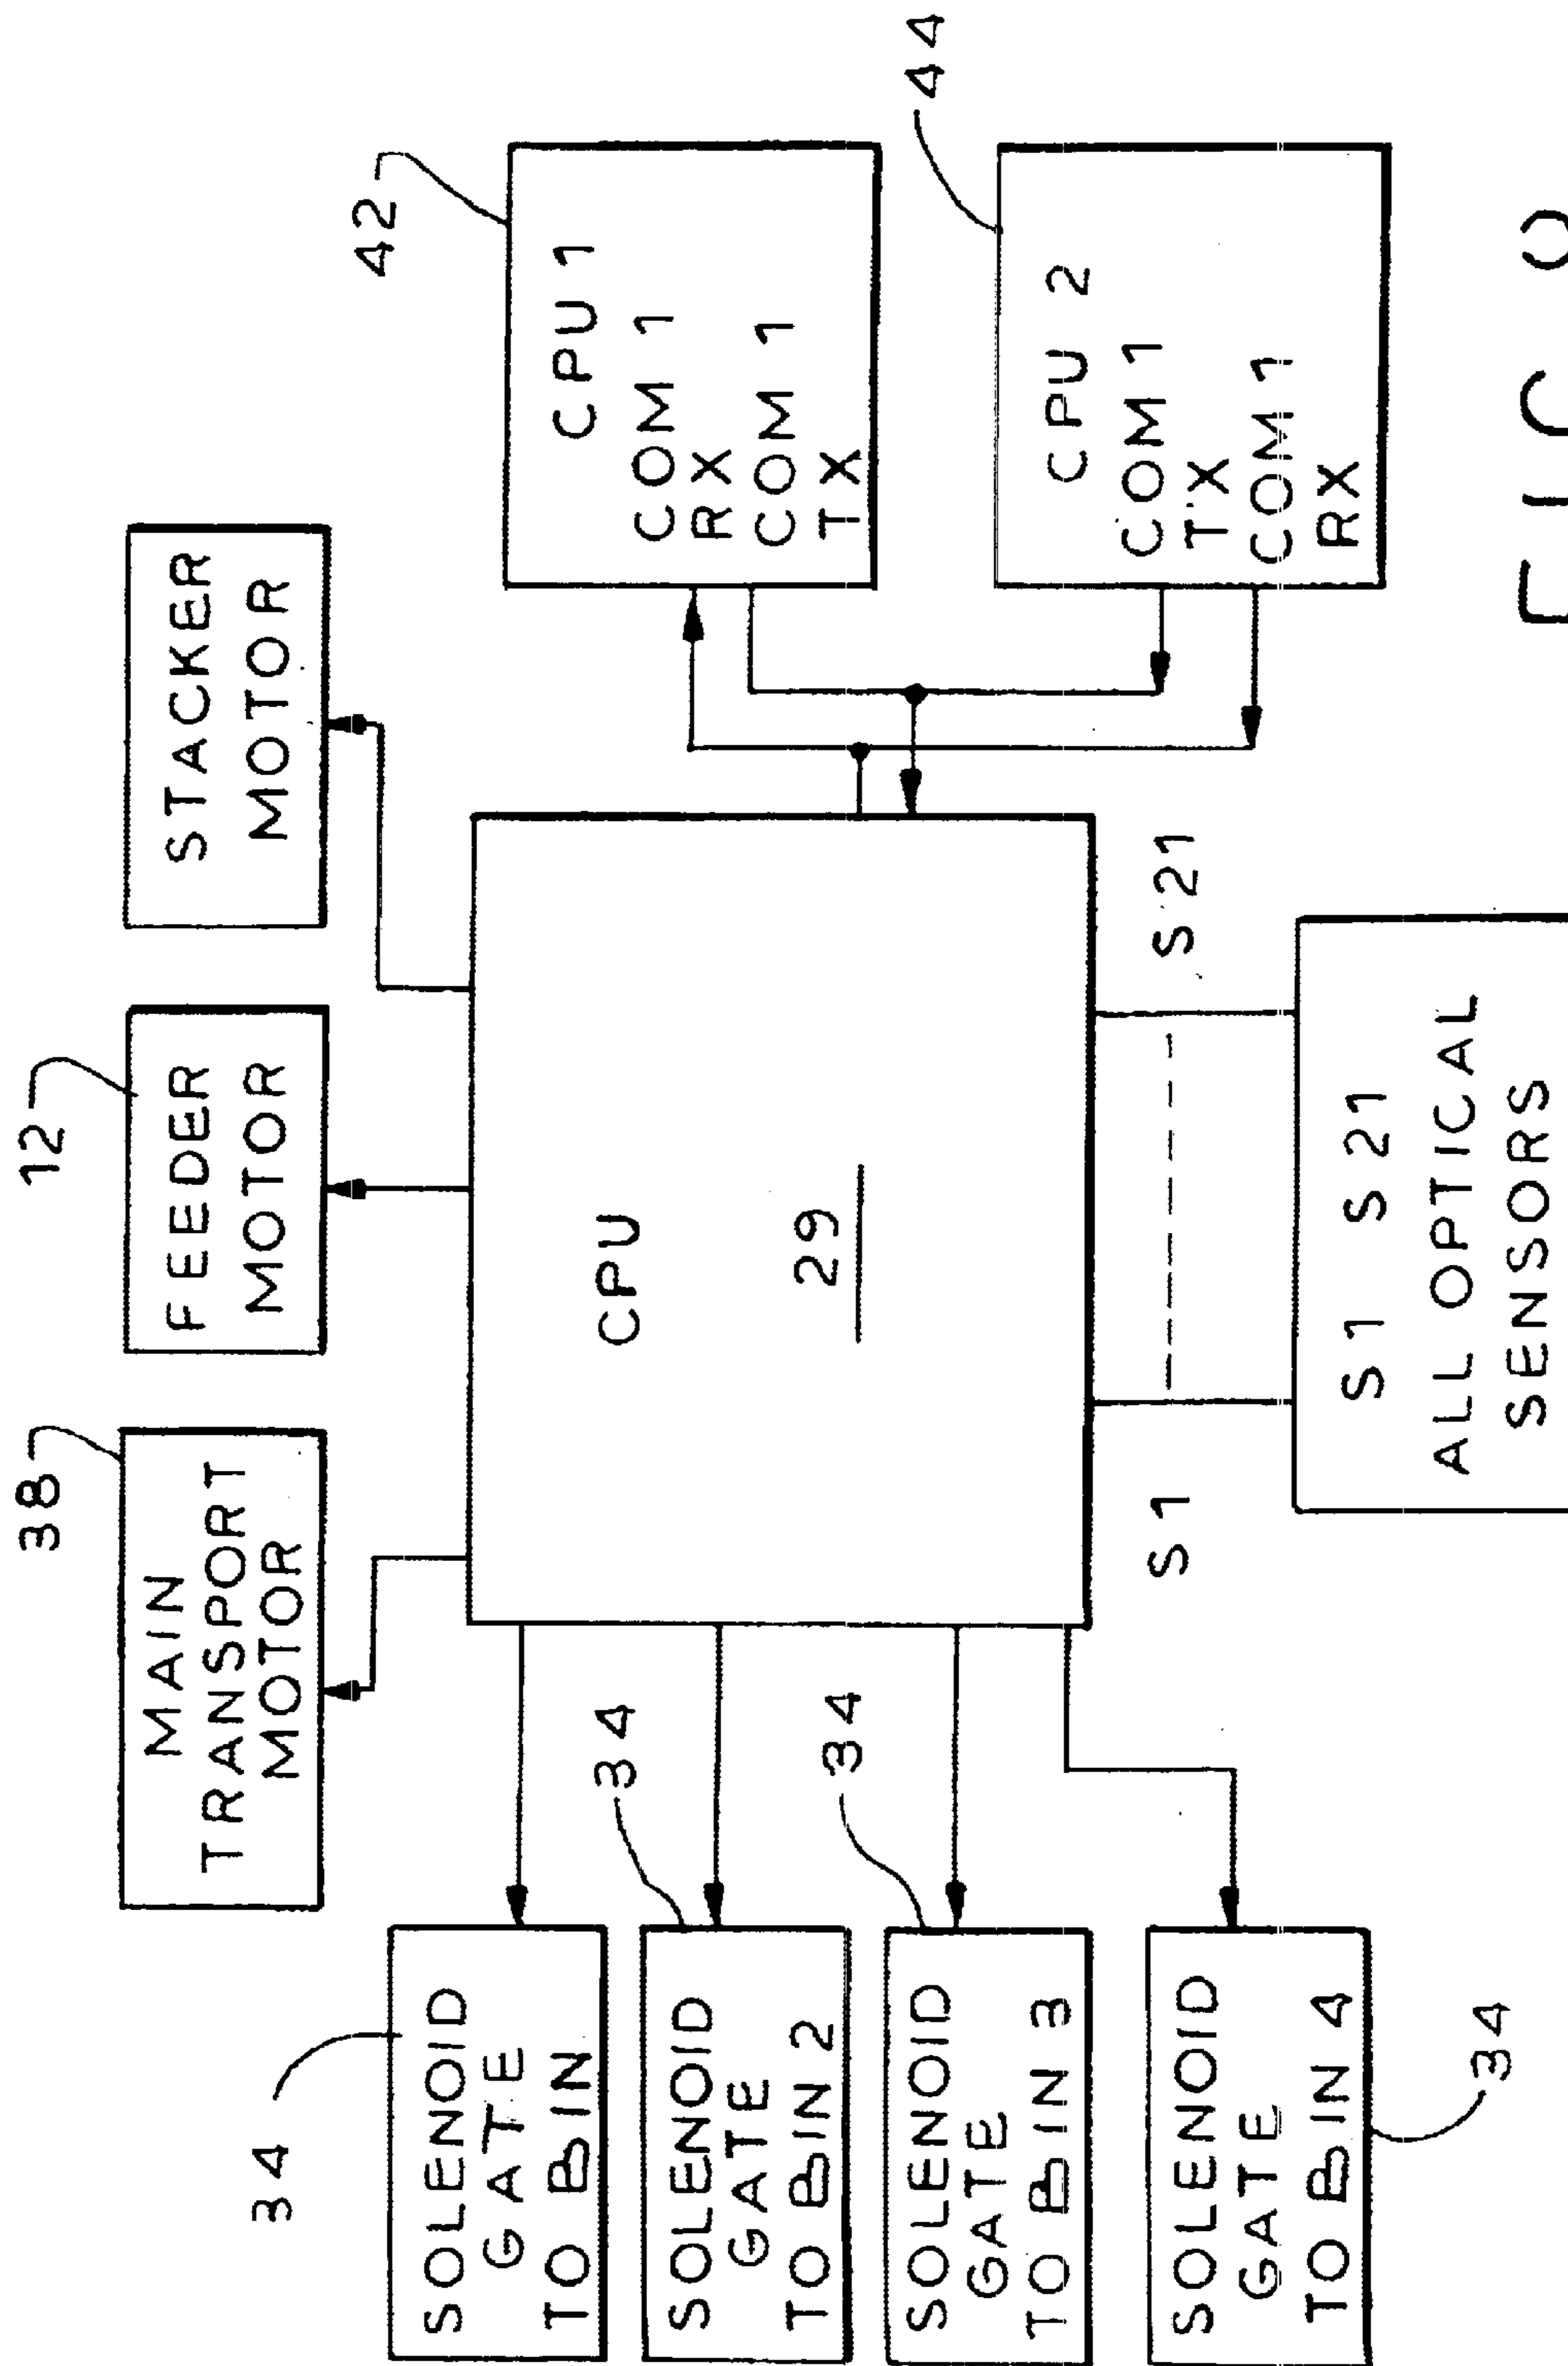 38
MAIN
TRANSPORT
MOTOR
12
FEEDER
MOTOR
STACKER
MOTOR
34
SOLENOID
GATE
TO BIN
34
SOLENOID
GATE
TO BIN 2
34
SOLENOID
GATE
TO BIN 3
SOLENOID
GATE
TO BIN 4
34
CPU
29
42
CPU 1
COM 1
RX
COM 1
TX
44
CPU 2
COM 1
TX
COM 1
RX
S 1
S 21
S 1 S 21
ALL OPTICAL
SENSORS